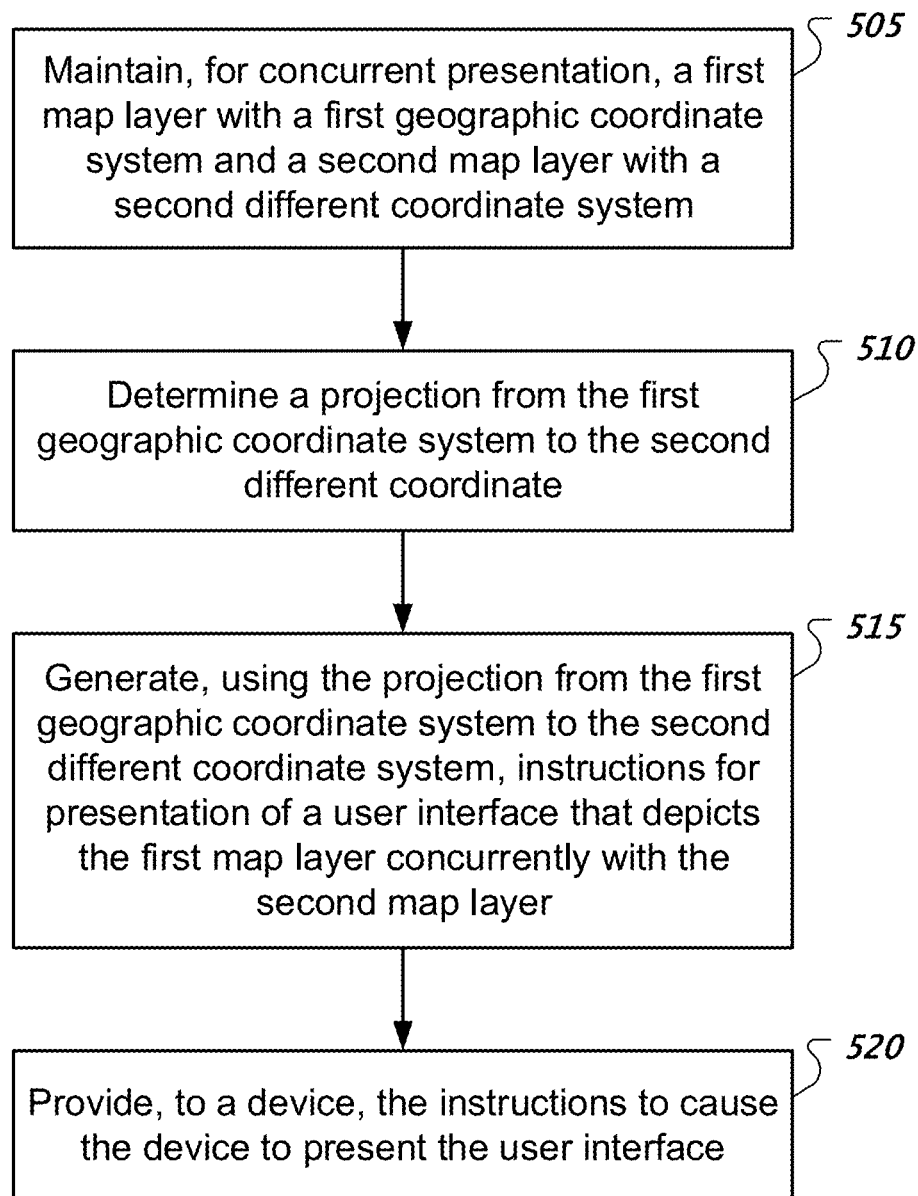 505
Maintain, for concurrent presentation, a first
map layer with a first geographic coordinate
system and a second map layer with a
second different coordinate system
510
Determine a projection from the first
geographic coordinate system to the second
different coordinate
515
Generate, using the projection from the first
geographic coordinate system to the second
different coordinate system, instructions for
presentation of a user interface that depicts
the first map layer concurrently with the
second map layer
520
Provide, to a device, the instructions to cause
the device to present the user interface